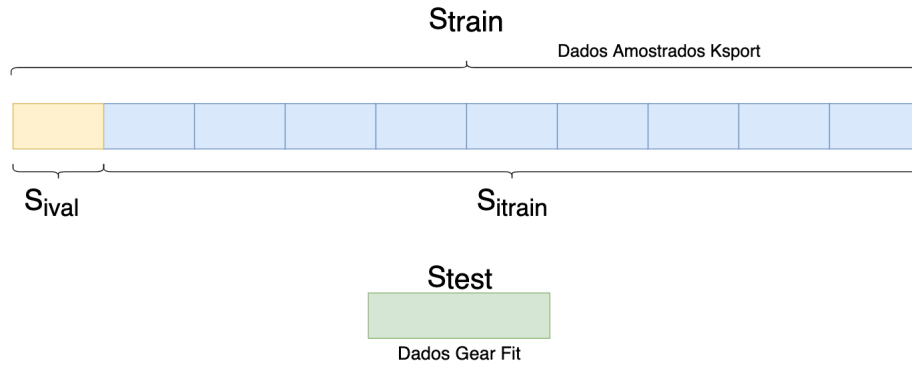 Strain
Dados Amostrados Ksport
Sival
Sitrain
Stest
Dados Gear Fit